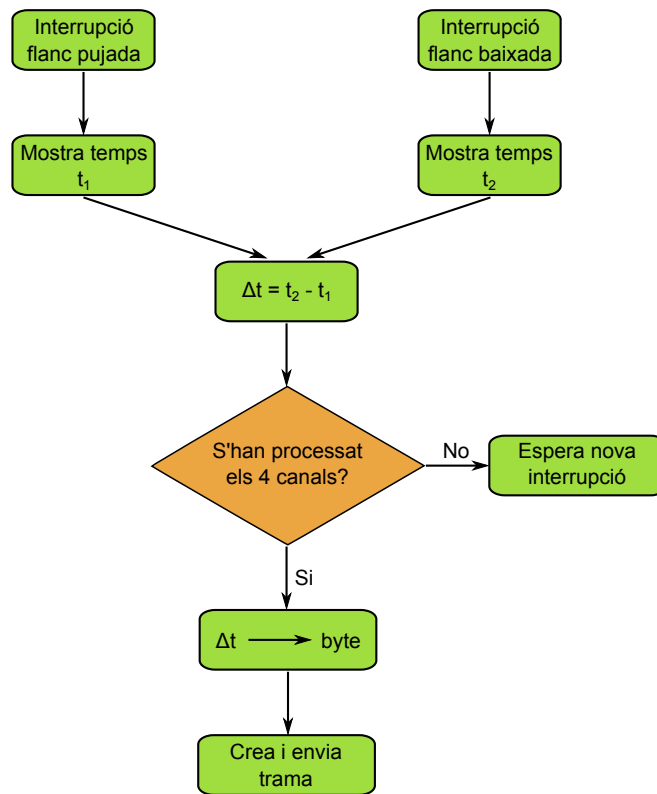 Interrupció
flanc pujada
Interrupció
flanc baixada
Mostra temps
t₁
Mostra temps
t₂
Δt = t₂ - t₁
S'han processat
els 4 canals?
No
Espera nova
interrupció
Si
Δt → byte
Crea i envia
trama